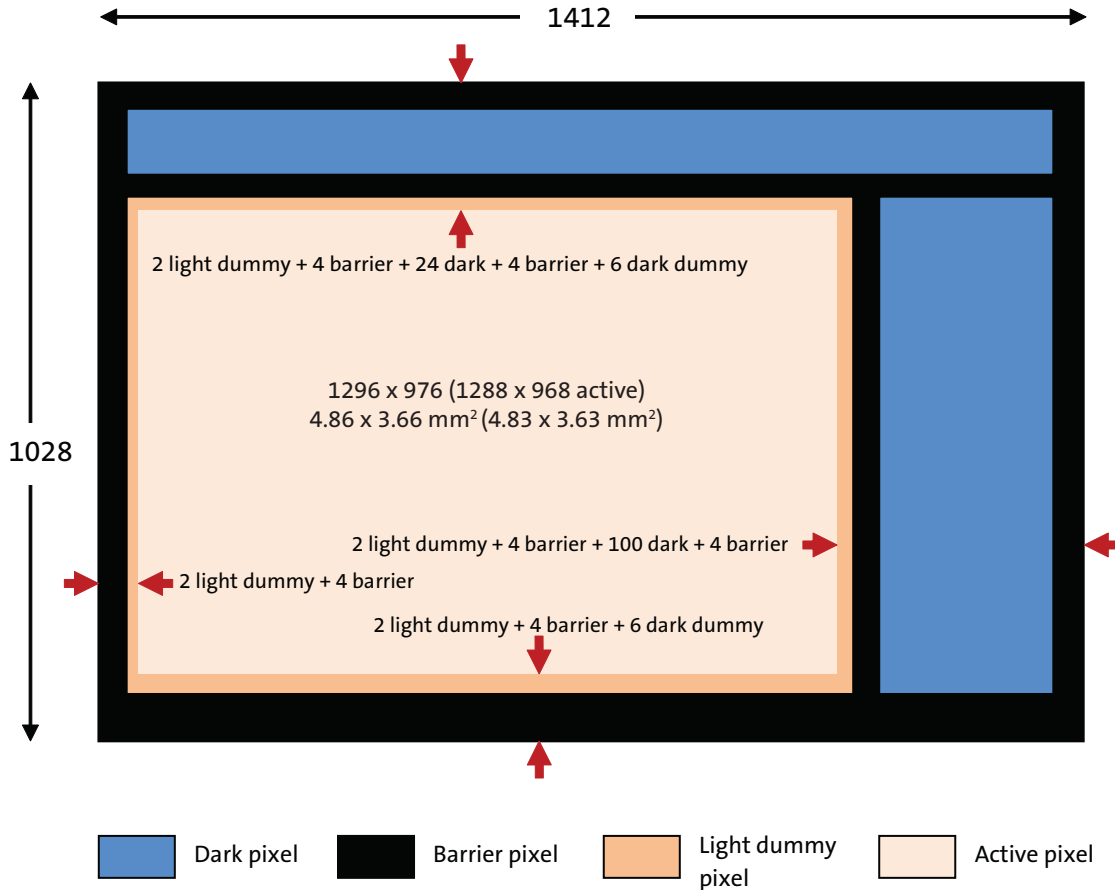 1412
2 light dummy + 4 barrier + 24 dark + 4 barrier + 6 dark dummy
1296 x 976 (1288 x 968 active)
4.86 x 3.66 mm² (4.83 x 3.63 mm²)
1028
2 light dummy + 4 barrier + 100 dark + 4 barrier
2 light dummy + 4 barrier
2 light dummy + 4 barrier + 6 dark dummy
Dark pixel
Barrier pixel
Light dummy
pixel
Active pixel